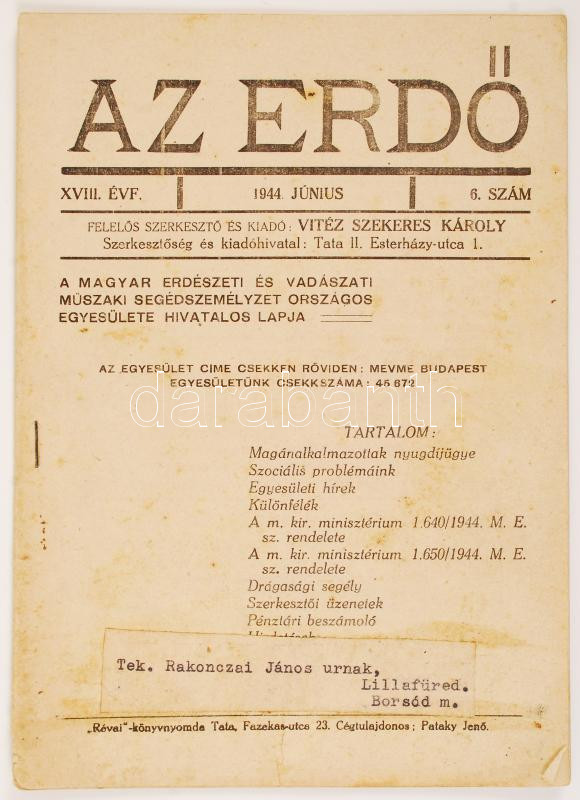 AZ ERDŐ
XVIII. ÉVF. 1944. JÚNIUS 6. SZÁM
FELELŐS SZERKESZTŐ ÉS KIADÓ: VITÉZ SZEKERES KÁROLY
Szerkesztőség és kiadóhivatal: Tata II. Esterházy-utca 1.
A MAGYAR ERDÉSZETI ÉS VADÁSZATI
MŰSZAKI SEGÉDSZEMÉLYZET ORSZÁGOS
EGYESÜLETE HIVATALOS LAPJA
AZ EGYESÜLET CIME CSEKKEN RÖVIDEN: MEVME BUDAPEST
EGYESÜLETÜNK CSEKKSZÁMA: 45 672
darabanth
TARTALOM:
Magánalkalmazottak nyugdíjügye
Szociális problémáink
Egyesületi hírek
Különfélék
A m. kir. minisztérium 1.640/1944. M. E.
sz. rendelete
A m. kir. minisztérium 1.650/1944. M. E.
sz. rendelete
Drágasági segély
Szerkesztői üzenetek
Pénztári beszámoló
Tek. Rakonczai János urnak,
Lillafüred.
Borsód m.
„Révai"-könyvnyomda Tata, Fazekas-utca 23. Cégtulajdonos; Pataky Jenő.